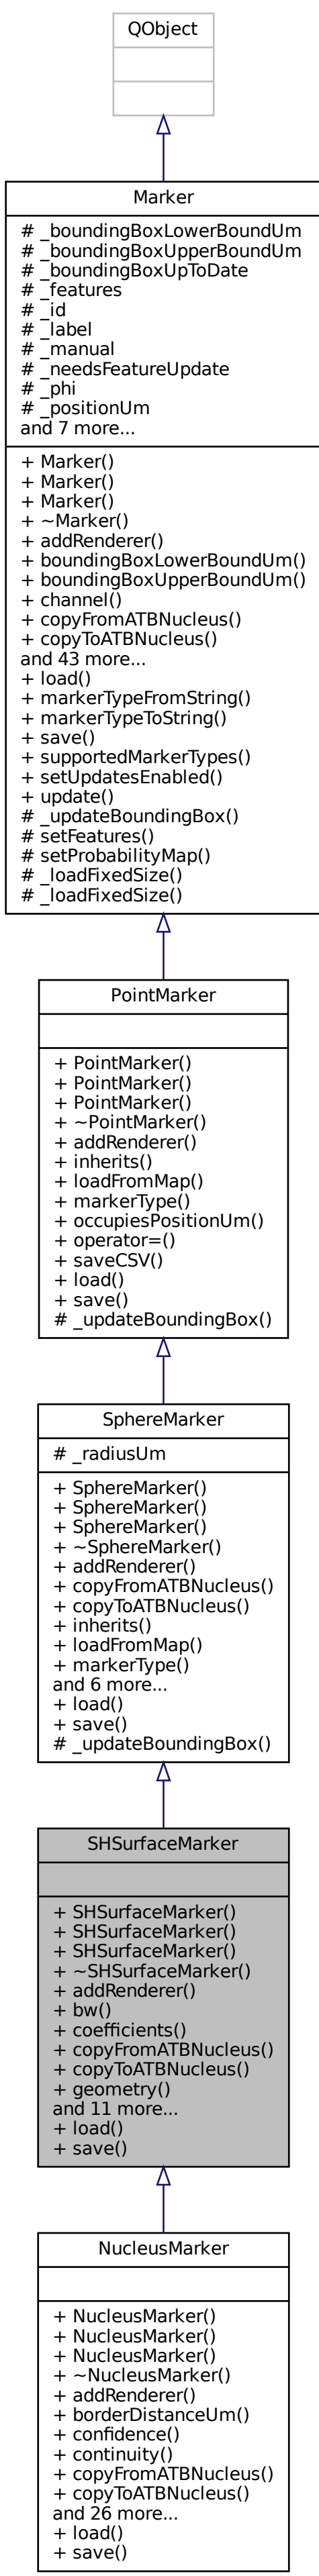 QObject
Marker
# _boundingBoxLowerBoundUm
# _boundingBoxUpperBoundUm
# _boundingBoxUpToDate
# _features
# _id
# _label
# _manual
# _needsFeatureUpdate
# _phi
# _positionUm
and 7 more...
+ Marker()
+ Marker()
+ Marker()
+ ~Marker()
+ addRenderer()
+ boundingBoxLowerBoundUm()
+ boundingBoxUpperBoundUm()
+ channel()
+ copyFromATBNucleus()
+ copyToATBNucleus()
and 43 more...
+ load()
+ markerTypeFromString()
+ markerTypeToString()
+ save()
+ supportedMarkerTypes()
+ setUpdatesEnabled()
+ update()
# _updateBoundingBox()
# setFeatures()
# setProbabilityMap()
# _loadFixedSize()
# _loadFixedSize()
PointMarker
+ PointMarker()
+ PointMarker()
+ PointMarker()
+ ~PointMarker()
+ addRenderer()
+ inherits()
+ loadFromMap()
+ markerType()
+ occupiesPositionUm()
+ operator=()
+ saveCSV()
+ load()
+ save()
# _updateBoundingBox()
SphereMarker
# _radiusUm
+ SphereMarker()
+ SphereMarker()
+ SphereMarker()
+ ~SphereMarker()
+ addRenderer()
+ copyFromATBNucleus()
+ copyToATBNucleus()
+ inherits()
+ loadFromMap()
+ markerType()
and 6 more...
+ load()
+ save()
# _updateBoundingBox()
SHSurfaceMarker
+ SHSurfaceMarker()
+ SHSurfaceMarker()
+ SHSurfaceMarker()
+ ~SHSurfaceMarker()
+ addRenderer()
+ bw()
+ coefficients()
+ copyFromATBNucleus()
+ copyToATBNucleus()
+ geometry()
and 11 more...
+ load()
+ save()
NucleusMarker
+ NucleusMarker()
+ NucleusMarker()
+ NucleusMarker()
+ ~NucleusMarker()
+ addRenderer()
+ borderDistanceUm()
+ confidence()
+ continuity()
+ copyFromATBNucleus()
+ copyToATBNucleus()
and 26 more...
+ load()
+ save()